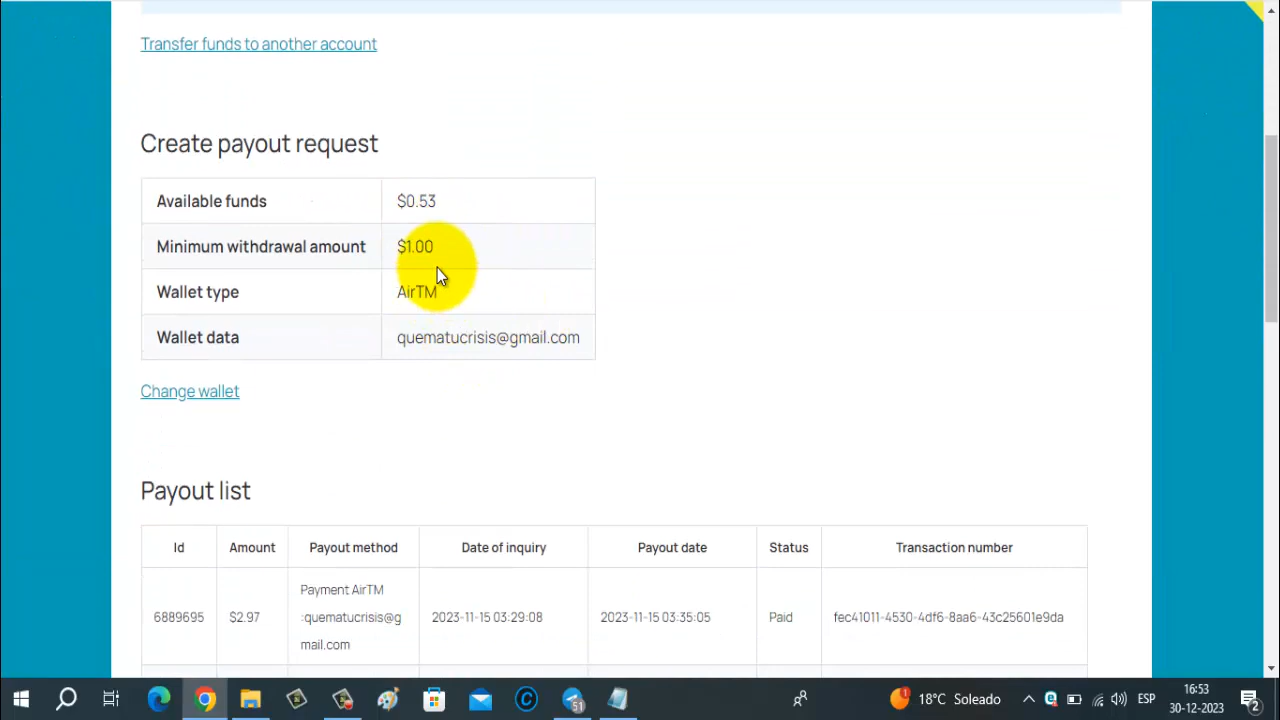 Transfer funds to another account
Create payout request
Available funds $0.53
Minimum withdrawal amount $1.00
Wallet type AirTM
Wallet data quematucrisis@gmail.com
Change wallet
Payout list
Id Amount Payout method Date of inquiry Payout date Status Transaction number
Payment AirTM
6889695 $2.97 :quematucrisis@g 2023-11-15 03:29:08 2023-11-15 03:35:05 Paid fec41011-4530-4df6-8aa6-43c25601e9da
mail.com
51
1
18°C Soleado
ESP
16:53
30-12-2023
2